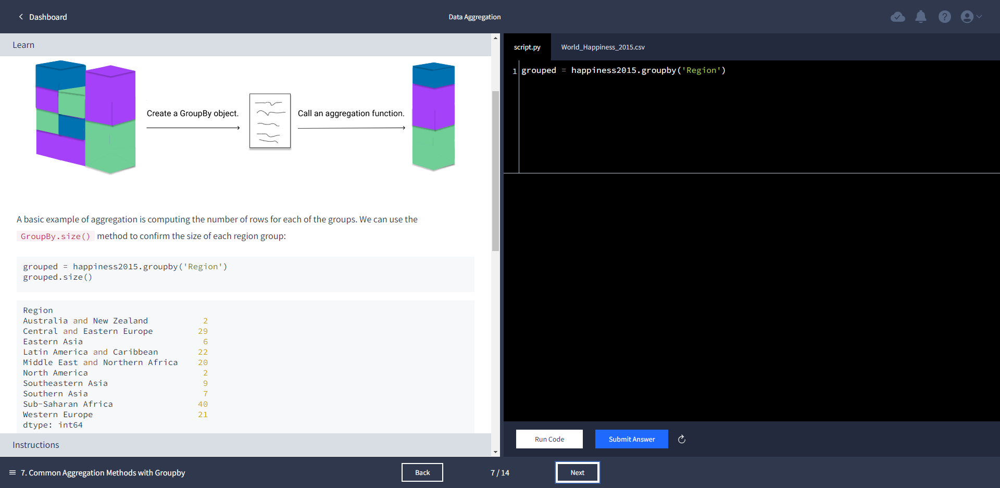 Dashboard
Data Aggregation
Learn
script.py
World_Happiness_2015.csv
1 grouped = happiness2015.groupby('Region')
Create a GroupBy object.
Call an aggregation function.
A basic example of aggregation is computing the number of rows for each of the groups. We can use the
GroupBy.size() method to confirm the size of each region group:
grouped = happiness2015.groupby('Region')
grouped.size()
Region
Australia and New Zealand 2
Central and Eastern Europe 29
Eastern Asia 6
Latin America and Caribbean 22
Middle East and Northern Africa 20
North America 2
Southeastern Asia 9
Southern Asia 7
Sub-Saharan Africa 40
Western Europe 21
dtype: int64
Instructions
Run Code
Submit Answer
7. Common Aggregation Methods with Groupby
Back
7 / 14
Next